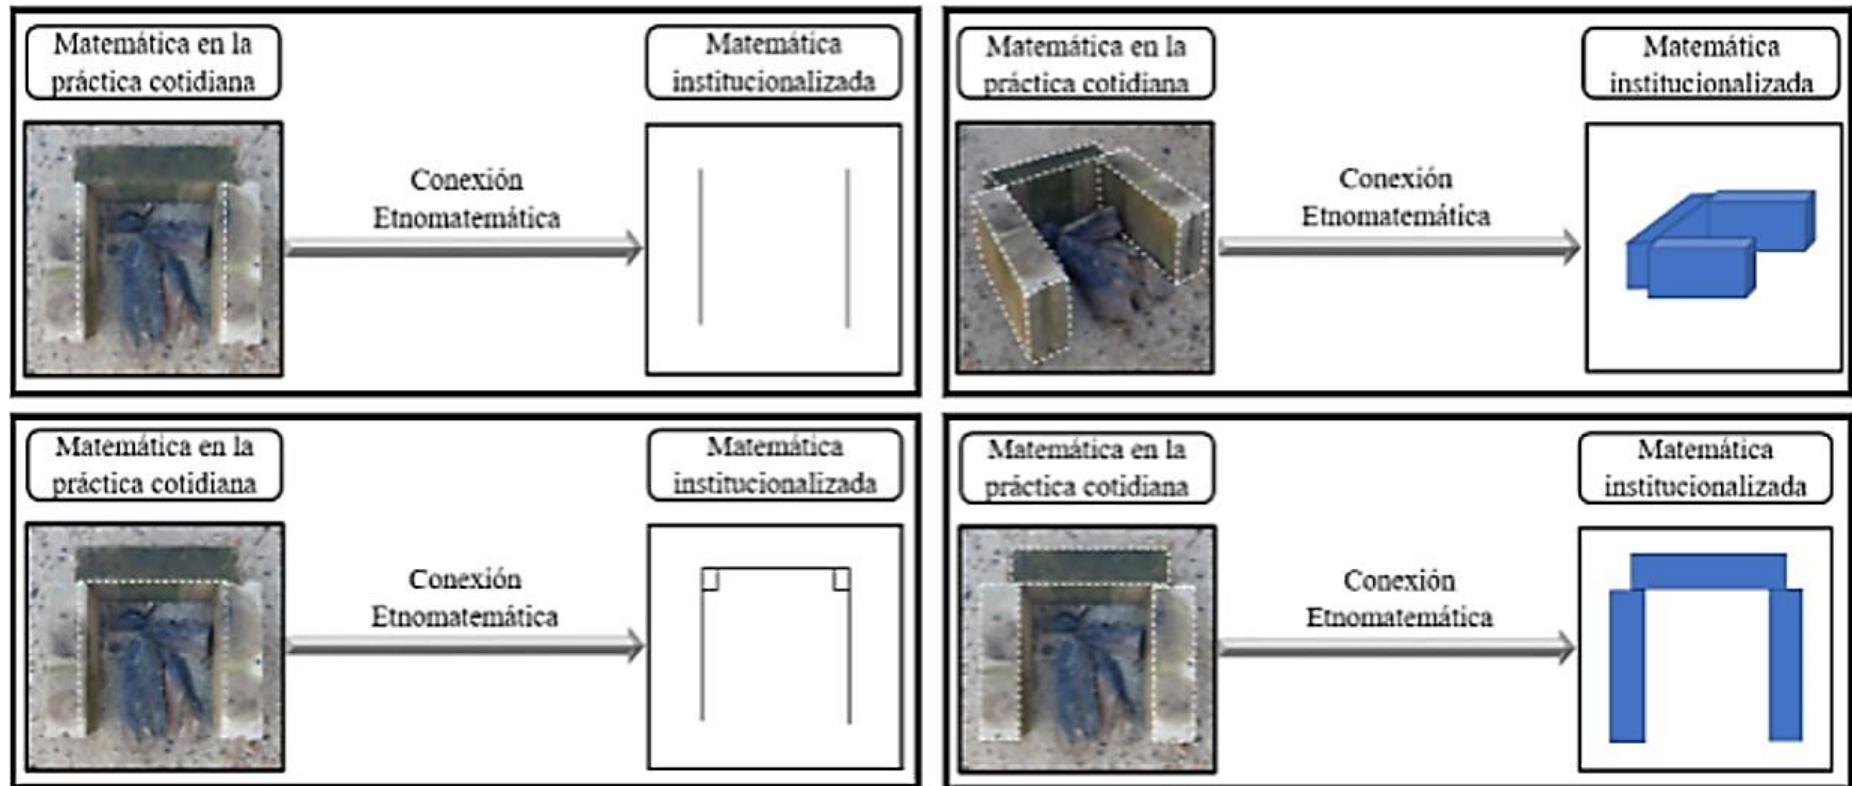 Matemática en la
práctica cotidiana
Matemática
institucionalizada
Conexión
Etnomatemática
Matemática en la
práctica cotidiana
Matemática
institucionalizada
Conexión
Etnomatemática
Matemática en la
práctica cotidiana
Matemática
institucionalizada
Conexión
Etnomatemática
Matemática en la
práctica cotidiana
Matemática
institucionalizada
Conexión
Etnomatemática